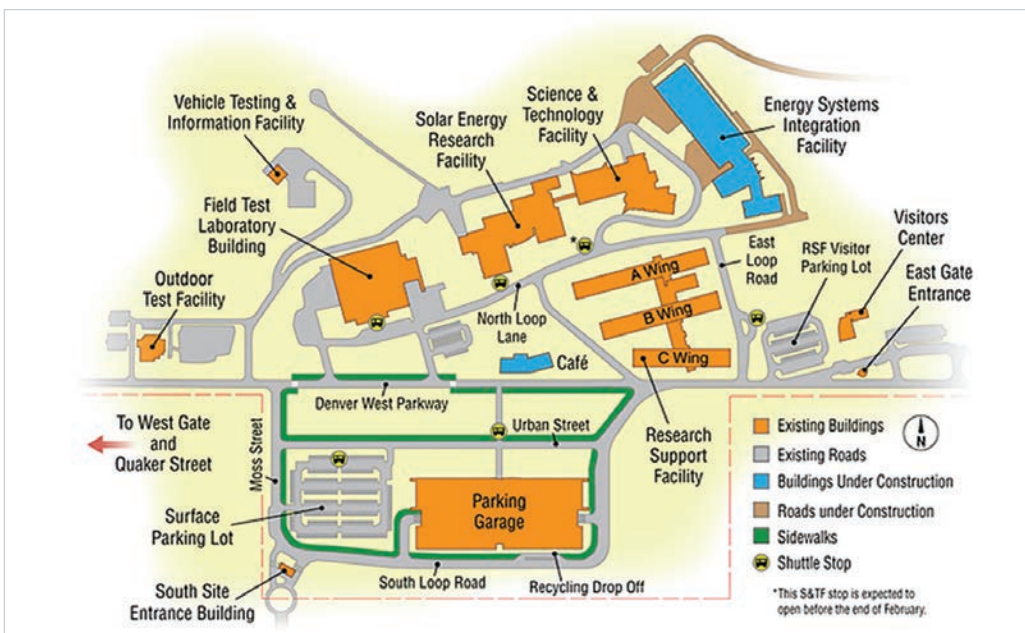 Vehicle Testing &
Information Facility
Solar Energy
Research
Facility
Science &
Technology
Facility
Energy Systems
Integration
Facility
Field Test
Laboratory
Building
Outdoor
Test Facility
*
A Wing
B Wing
C Wing
East
Loop
Road
RSF Visitor
Parking Lot
Visitors
Center
East Gate
Entrance
North Loop
Lane
Café
Denver West Parkway
To West Gate
and
Quaker Street
Moss Street
Urban Street
Research
Support
Facility
Surface
Parking Lot
Parking
Garage
South Loop Road
Recycling Drop Off
South Site
Entrance Building
Existing Buildings
N
Existing Roads
Buildings Under Construction
Roads under Construction
Sidewalks
Shuttle Stop
*This S&TF stop is expected to
open before the end of February.